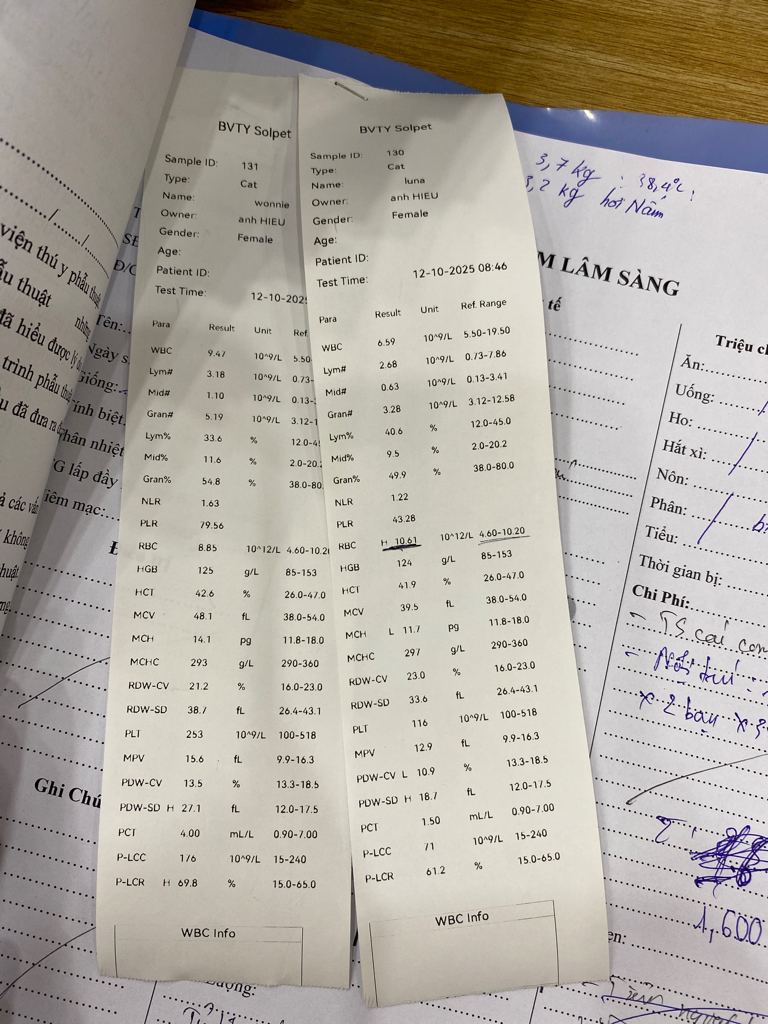 BVTY Solpet
Sample ID: 131
Type: Cat
Name: wonnie
Owner: anh HIEU
Gender: Female
Age:
Patient ID:
Test Time: 12-10-2025
Para Result Unit Ref.
WBC 9.47 10^9/L 5.50-
Lym# 3.18 10^9/L 0.73-
Mid# 1.10 10^9/L 0.13-
Gran# 5.19 10^9/L 3.12-1
Lym% 33.6 % 12.0-4
Mid% 11.6 % 2.0-20.
Gran% 54.8 % 38.0-80
NLR 1.63
PLR 79.56
RBC 8.85 10^12/L 4.60-10.20
HGB 125 g/L 85-153
HCT 42.6 % 26.0-47.0
MCV 48.1 fL 38.0-54.0
MCH 14.1 pg 11.8-18.0
MCHC 293 g/L 290-360
RDW-CV 21.2 % 16.0-23.0
RDW-SD 38.7 fL 26.4-43.1
PLT 253 10^9/L 100-518
MPV 15.6 fL 9.9-16.3
PDW-CV 13.5 % 13.3-18.5
PDW-SD H 27.1 fL 12.0-17.5
PCT 4.00 mL/L 0.90-7.00
P-LCC 176 10^9/L 15-240
P-LCR H 69.8 % 15.0-65.0
WBC Info
BVTY Solpet
Sample ID: 130
Type: Cat
Name: luna
Owner: anh HIEU
Gender: Female
Age:
Patient ID:
Test Time: 12-10-2025 08:46
Para Result Unit Ref. Range
WBC 6.59 10^9/L 5.50-19.50
Lym# 2.68 10^9/L 0.73-7.86
Mid# 0.63 10^9/L 0.13-3.41
Gran# 3.28 10^9/L 3.12-12.58
Lym% 40.6 % 12.0-45.0
Mid% 9.5 % 2.0-20.2
Gran% 49.9 % 38.0-80.0
NLR 1.22
PLR 43.28
RBC H 10.61 10^12/L 4.60-10.20
HGB 124 g/L 85-153
HCT 41.9 % 26.0-47.0
MCV 39.5 fL 38.0-54.0
MCH L 11.7 pg 11.8-18.0
MCHC 297 g/L 290-360
RDW-CV 23.0 % 16.0-23.0
RDW-SD 33.6 fL 26.4-43.1
PLT 116 10^9/L 100-518
MPV 12.9 fL 9.9-16.3
PDW-CV L 10.9 % 13.3-18.5
PDW-SD H 18.7 fL 12.0-17.5
PCT 1.50 mL/L 0.90-7.00
P-LCC 71 10^9/L 15-240
P-LCR 61.2 % 15.0-65.0
WBC Info
3,7 kg : 38,4°C
3,2 kg hơi Nấm
M LÂM SÀNG
tế
Triệu ch
Ăn:
Uống:
Ho:
Hắt xì:
Nôn:
Phân:
Tiểu:
Thời gian bị:
Chi Phí:
- TS cái
x 2 bạn x 3
1,600
viện thú y phẫu
phẫu thuật
đã hiểu được lý
trình phẫu
đã đưa ra
các vấn
không
Tên:
Ngày s
Giống:
Tính biệt
hân nhiệt
G lấp đầy
iêm mạc:
Ghi Chú
Lượng: